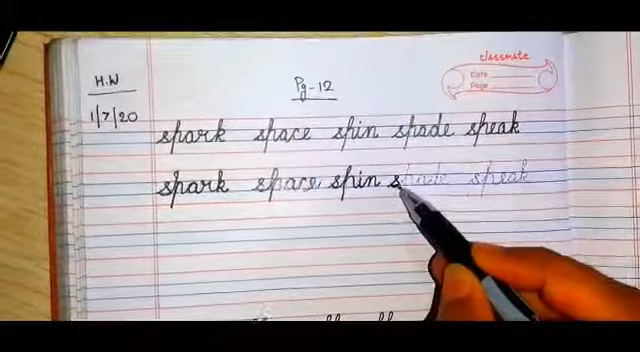 classmate
H.W
Pg-12
Date
Page
1/7/20
spark space spin spade speak
spark space spin spade speak